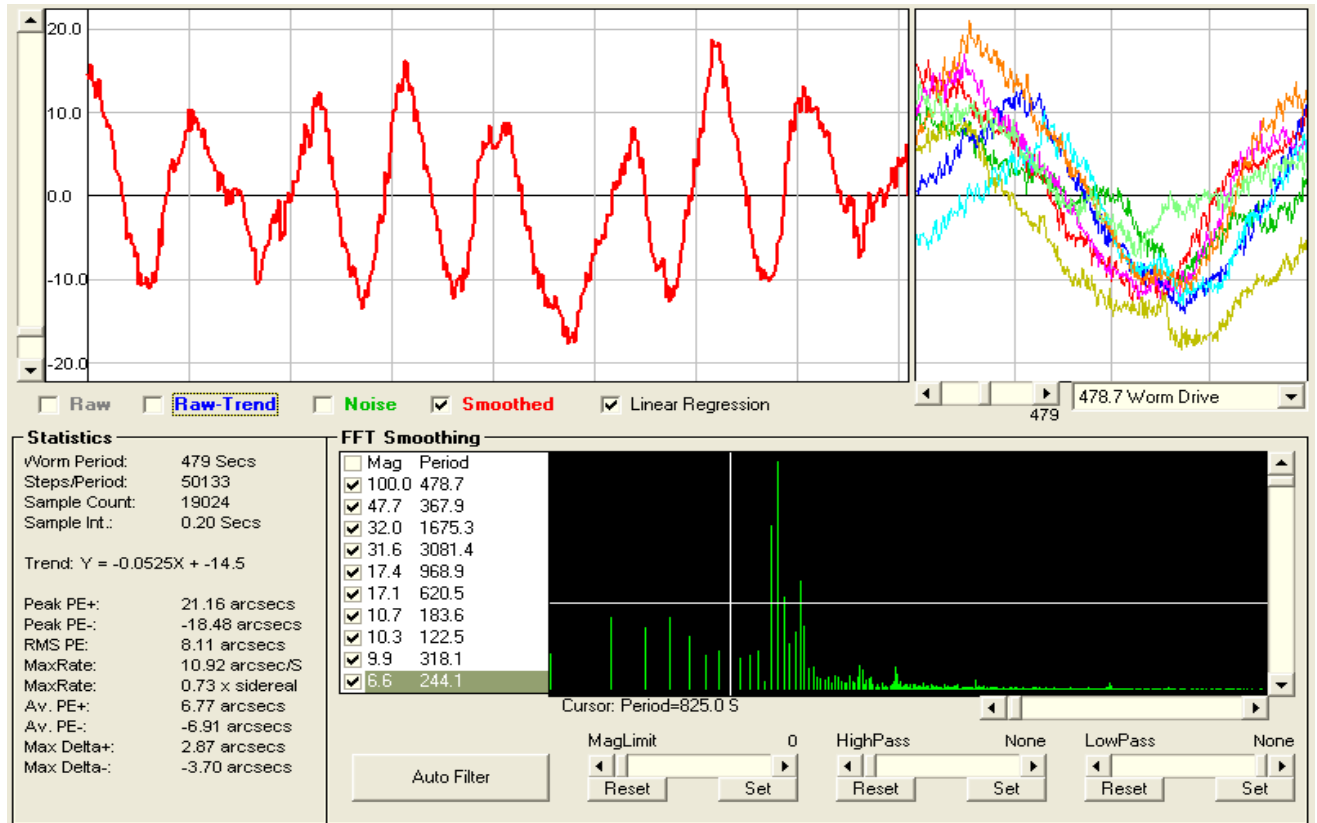 20.0
10.0
0.0
-10.0
-20.0
Raw Raw-Trend Noise Smoothed Linear Regression
479
478.7 Worm Drive
Statistics
Worm Period: 479 Secs
Steps/Period: 50133
Sample Count: 19024
Sample Int.: 0.20 Secs
Trend: Y = -0.0525X + -14.5
Peak PE+: 21.16 arcsecs
Peak PE-: -18.48 arcsecs
RMS PE: 8.11 arcsecs
MaxRate: 10.92 arcsec/S
MaxRate: 0.73 x sidereal
Av. PE+: 6.77 arcsecs
Av. PE-: -6.91 arcsecs
Max Delta+: 2.87 arcsecs
Max Delta-: -3.70 arcsecs
FFT Smoothing
Mag Period
100.0 478.7
47.7 367.9
32.0 1675.3
31.6 3081.4
17.4 968.9
17.1 620.5
10.7 183.6
10.3 122.5
9.9 318.1
6.6 244.1
Cursor: Period=825.0 S
Auto Filter
MagLimit 0
Reset Set
HighPass None
Reset Set
LowPass None
Reset Set